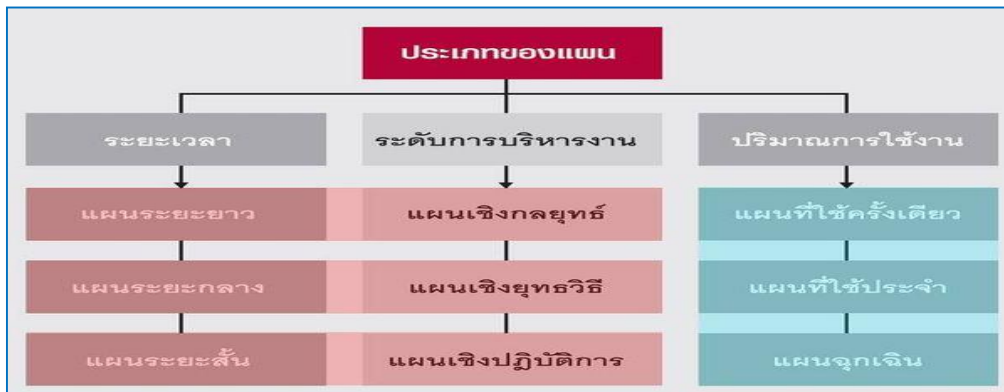 ประเภทของแผน
ระยะเวลา
ระดับการบริหารงาน
ปริมาณการใช้งาน
แผนระยะยาว
แผนเชิงกลยุทธ์
แผนที่ใช้ครั้งเดียว
แผนระยะกลาง
แผนเชิงยุทธวิธี
แผนที่ใช้ประจำ
แผนระยะสั้น
แผนเชิงปฏิบัติการ
แผนฉุกเฉิน